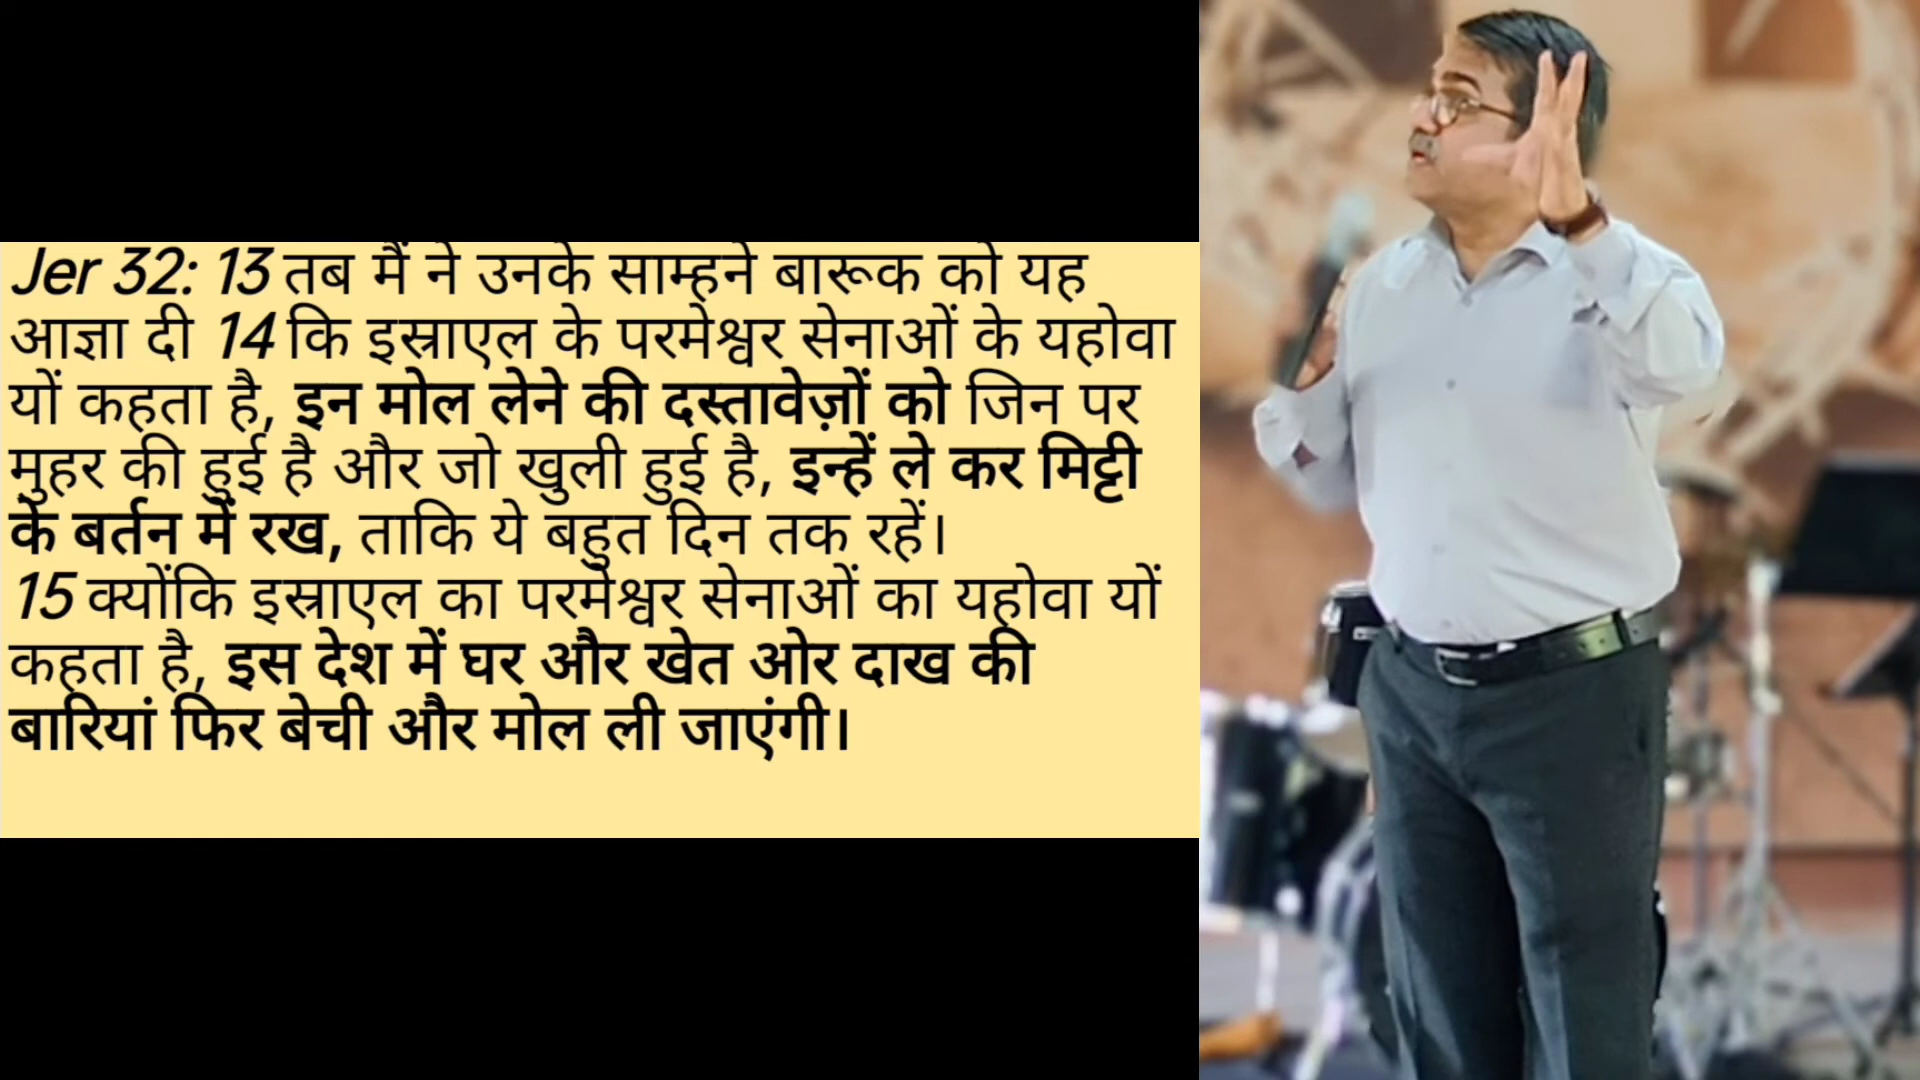 Jer 32: 13 तब मैं ने उनके साम्हने बारूक को यह
आज्ञा दी 14 कि इस्राएल के परमेश्वर सेनाओं के यहोवा
यों कहता है, इन मोल लेने की दस्तावेज़ों को जिन पर
मुहर की हुई है और जो खुली हुई है, इन्हें ले कर मिट्टी
के बर्तन में रख, ताकि ये बहुत दिन तक रहें।
15 क्योंकि इस्राएल का परमेश्वर सेनाओं का यहोवा यों
कहता है, इस देश में घर और खेत ओर दाख की
बारियां फिर बेची और मोल ली जाएंगी।